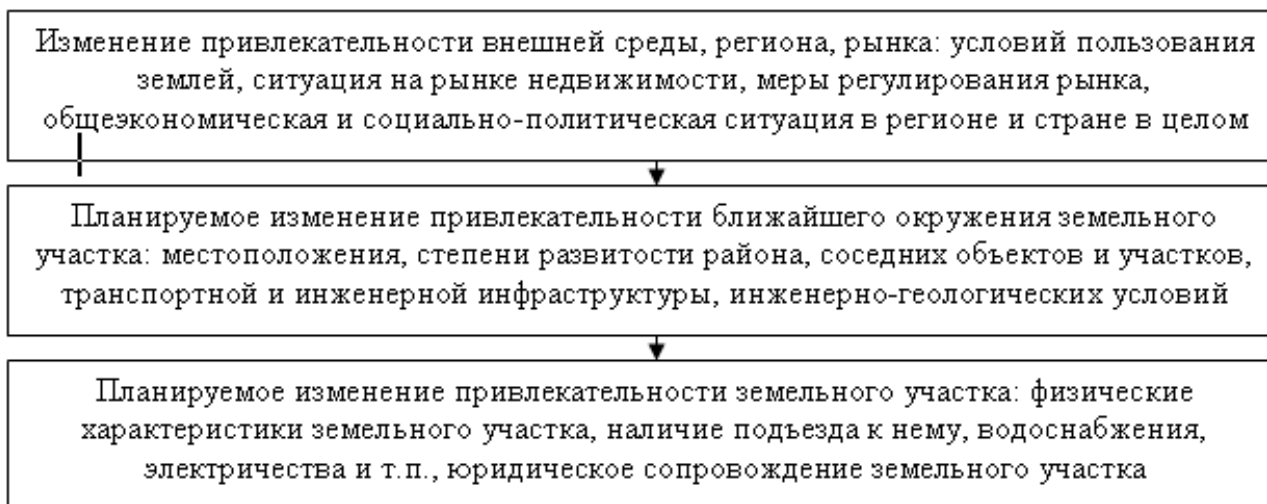 Изменение привлекательности внешней среды, региона, рынка: условий пользования
землей, ситуация на рынке недвижимости, меры регулирования рынка,
общеэкономическая и социально-политическая ситуация в регионе и стране в целом
Планируемое изменение привлекательности ближайшего окружения земельного
участка: местоположения, степени развитости района, соседних объектов и участков,
транспортной и инженерной инфраструктуры, инженерно-геологических условий
Планируемое изменение привлекательности земельного участка: физические
характеристики земельного участка, наличие подъезда к нему, водоснабжения,
электричества и т.п., юридическое сопровождение земельного участка